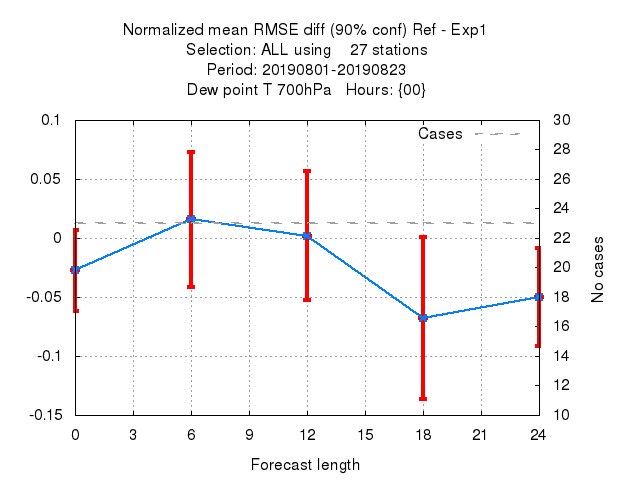 Normalized mean RMSE diff (90% conf) Ref - Exp1
Selection: ALL using    27 stations
Period: 20190801-20190823
Dew point T 700hPa   Hours: {00}
Cases
0.1
0.05
0
-0.05
-0.1
-0.15
30
28
26
24
22
20
18
16
14
12
10
No cases
0 3 6 9 12 15 18 21 24
Forecast length